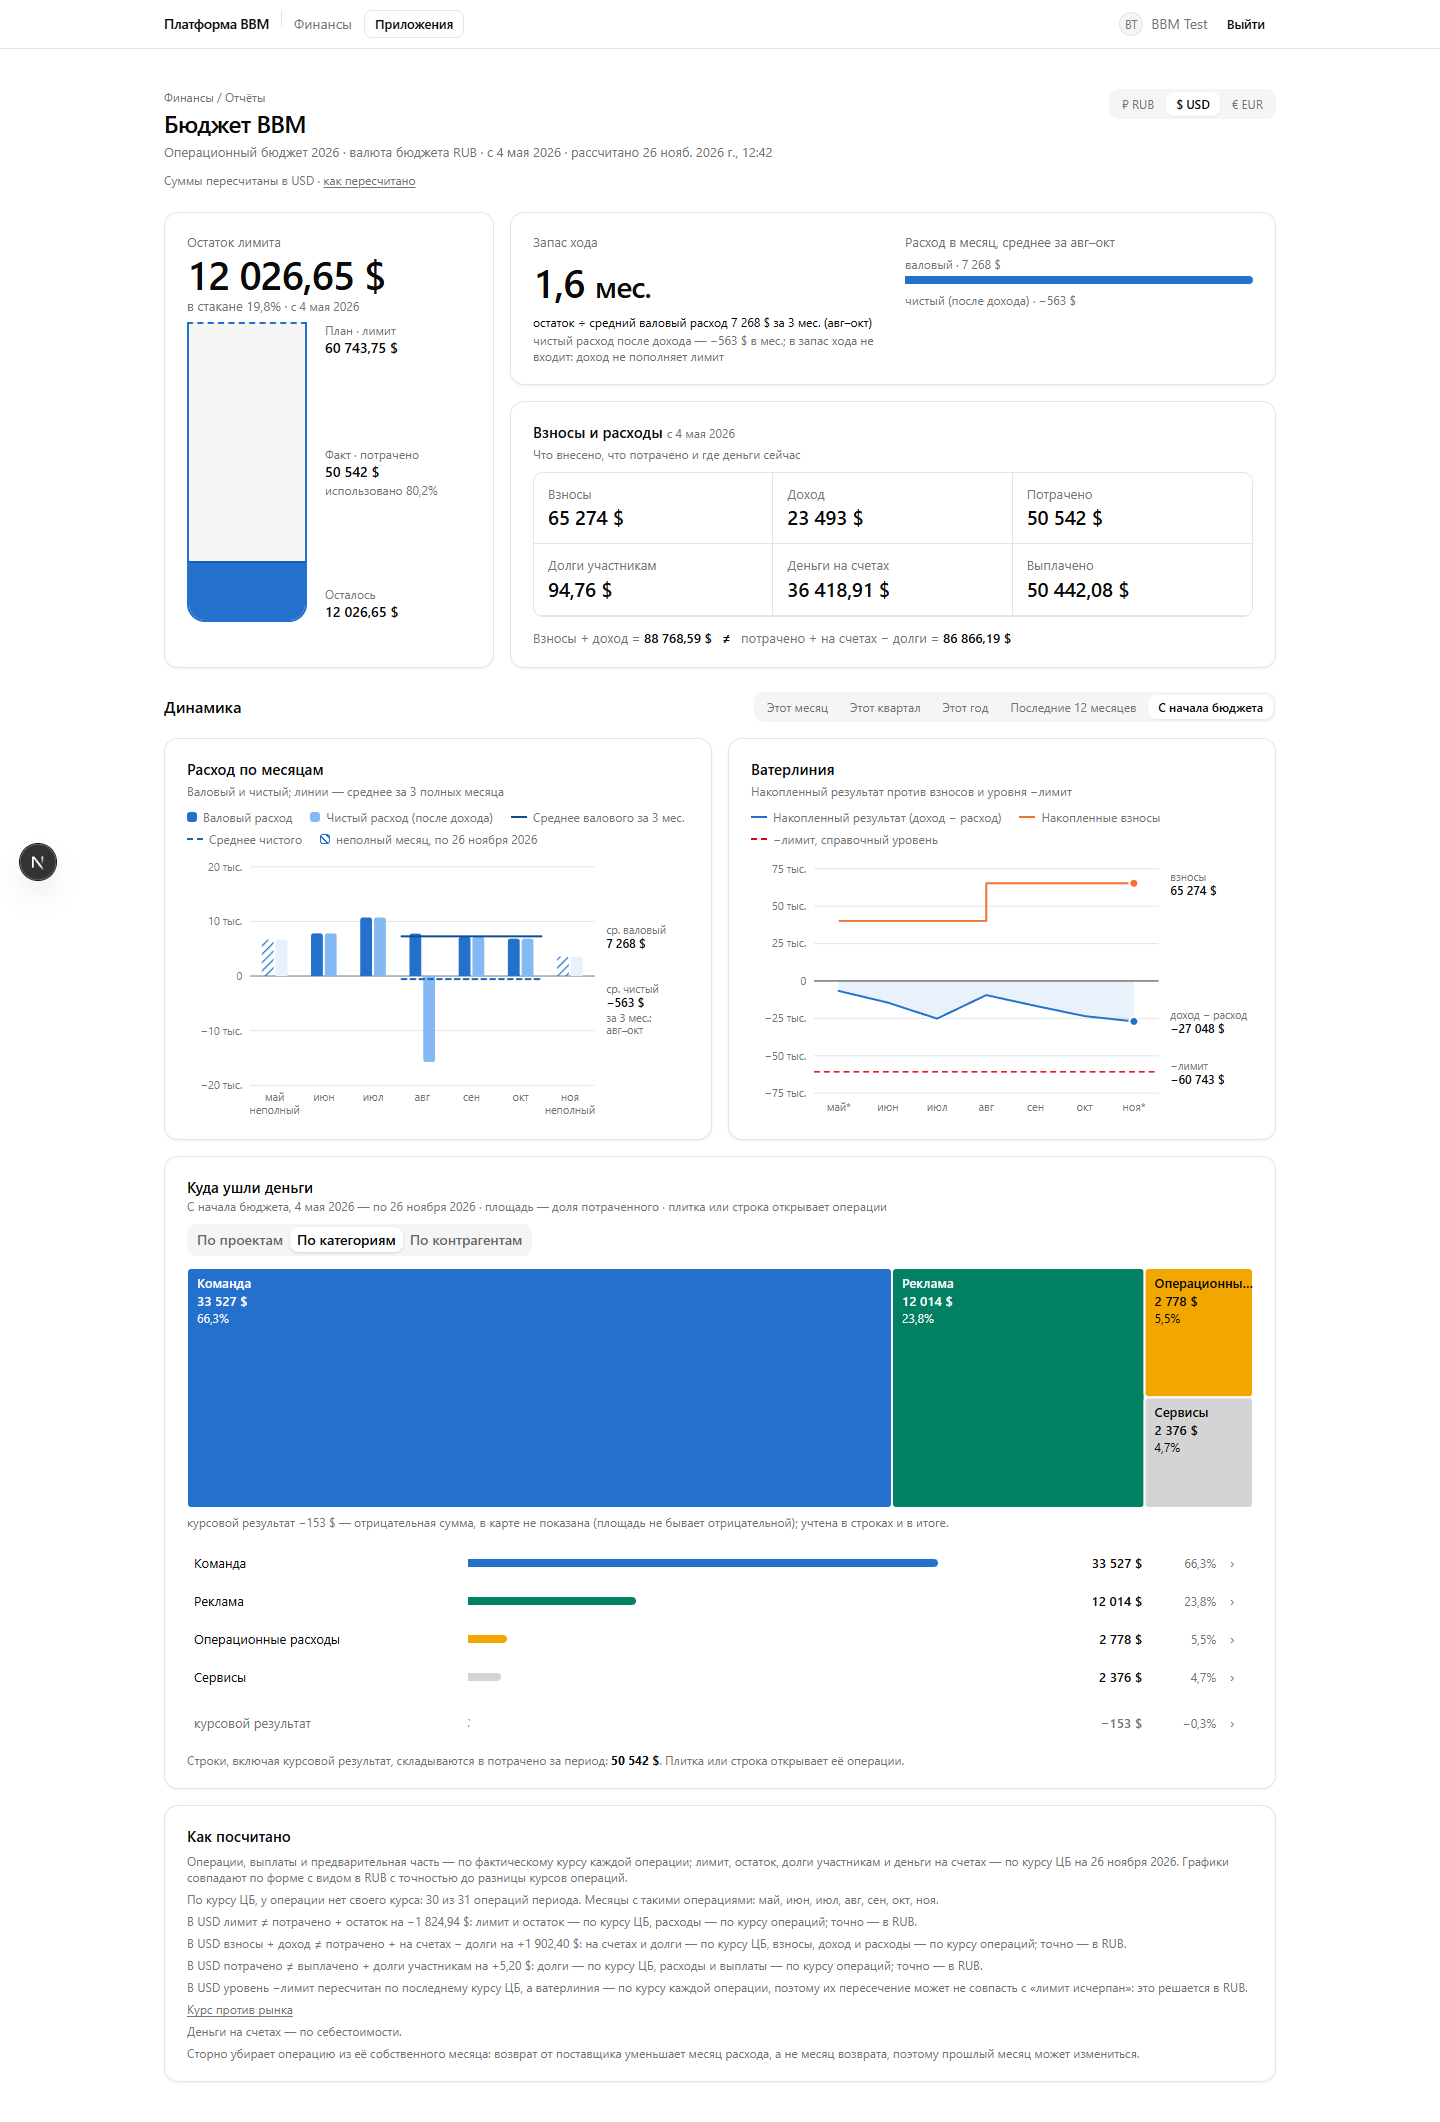 Платформа BBM
Финансы
Приложения
BT
BBM Test
Выйти
Финансы / Отчёты
₽ RUB
$ USD
€ EUR
Бюджет BBM
Операционный бюджет 2026 · валюта бюджета RUB · с 4 мая 2026 · рассчитано 26 нояб. 2026 г., 12:42
Суммы пересчитаны в USD · как пересчитано
Остаток лимита
12 026,65 $
в стакане 19,8% · с 4 мая 2026
План · лимит
60 743,75 $
Факт · потрачено
50 542 $
использовано 80,2%
Осталось
12 026,65 $
Запас хода
1,6 мес.
остаток ÷ средний валовый расход 7 268 $ за 3 мес. (авг–окт)
чистый расход после дохода — −563 $ в мес.; в запас хода не
входит: доход не пополняет лимит
Расход в месяц, среднее за авг–окт
валовый · 7 268 $
чистый (после дохода) · −563 $
Взносы и расходы с 4 мая 2026
Что внесено, что потрачено и где деньги сейчас
Взносы
65 274 $
Доход
23 493 $
Потрачено
50 542 $
Долги участникам
94,76 $
Деньги на счетах
36 418,91 $
Выплачено
50 442,08 $
Взносы + доход = 88 768,59 $ ≠ потрачено + на счетах − долги = 86 866,19 $
Динамика
Этот месяц
Этот квартал
Этот год
Последние 12 месяцев
С начала бюджета
Расход по месяцам
Валовый и чистый; линии — среднее за 3 полных месяца
Валовый расход
Чистый расход (после дохода)
Среднее валового за 3 мес.
Среднее чистого
неполный месяц, по 26 ноября 2026
20 тыс.
10 тыс.
0
−10 тыс.
−20 тыс.
ср. валовый
7 268 $
ср. чистый
−563 $
за 3 мес.:
авг–окт
май
неполный
июн
июл
авг
сен
окт
ноя
неполный
Ватерлиния
Накопленный результат против взносов и уровня −лимит
Накопленный результат (доход − расход)
Накопленные взносы
−лимит, справочный уровень
75 тыс.
50 тыс.
25 тыс.
0
−25 тыс.
−50 тыс.
−75 тыс.
взносы
65 274 $
доход − расход
−27 048 $
−лимит
−60 743 $
май*
июн
июл
авг
сен
окт
ноя*
Куда ушли деньги
С начала бюджета, 4 мая 2026 — по 26 ноября 2026 · площадь — доля потраченного · плитка или строка открывает операции
По проектам
По категориям
По контрагентам
Команда
33 527 $
66,3%
Реклама
12 014 $
23,8%
Операционны...
2 778 $
5,5%
Сервисы
2 376 $
4,7%
курсовой результат −153 $ — отрицательная сумма, в карте не показана (площадь не бывает отрицательной); учтена в строках и в итоге.
Команда 33 527 $ 66,3% ›
Реклама 12 014 $ 23,8% ›
Операционные расходы 2 778 $ 5,5% ›
Сервисы 2 376 $ 4,7% ›
курсовой результат −153 $ −0,3% ›
Строки, включая курсовой результат, складываются в потрачено за период: 50 542 $. Плитка или строка открывает её операции.
Как посчитано
Операции, выплаты и предварительная часть — по фактическому курсу каждой операции; лимит, остаток, долги участникам и деньги на счетах — по курсу ЦБ на 26 ноября 2026. Графики
совпадают по форме с видом в RUB с точностью до разницы курсов операций.
По курсу ЦБ, у операции нет своего курса: 30 из 31 операций периода. Месяцы с такими операциями: май, июн, июл, авг, сен, окт, ноя.
В USD лимит ≠ потрачено + остаток на −1 824,94 $: лимит и остаток — по курсу ЦБ, расходы — по курсу операций; точно — в RUB.
В USD взносы + доход ≠ потрачено + на счетах − долги на +1 902,40 $: на счетах и долги — по курсу ЦБ, взносы, доход и расходы — по курсу операций; точно — в RUB.
В USD потрачено ≠ выплачено + долги участникам на +5,20 $: долги — по курсу ЦБ, расходы и выплаты — по курсу операций; точно — в RUB.
В USD уровень −лимит пересчитан по последнему курсу ЦБ, а ватерлиния — по курсу каждой операции, поэтому их пересечение может не совпасть с «лимит исчерпан»: это решается в RUB.
Курс против рынка
Деньги на счетах — по себестоимости.
Сторно убирает операцию из её собственного месяца: возврат от поставщика уменьшает месяц расхода, а не месяц возврата, поэтому прошлый месяц может измениться.